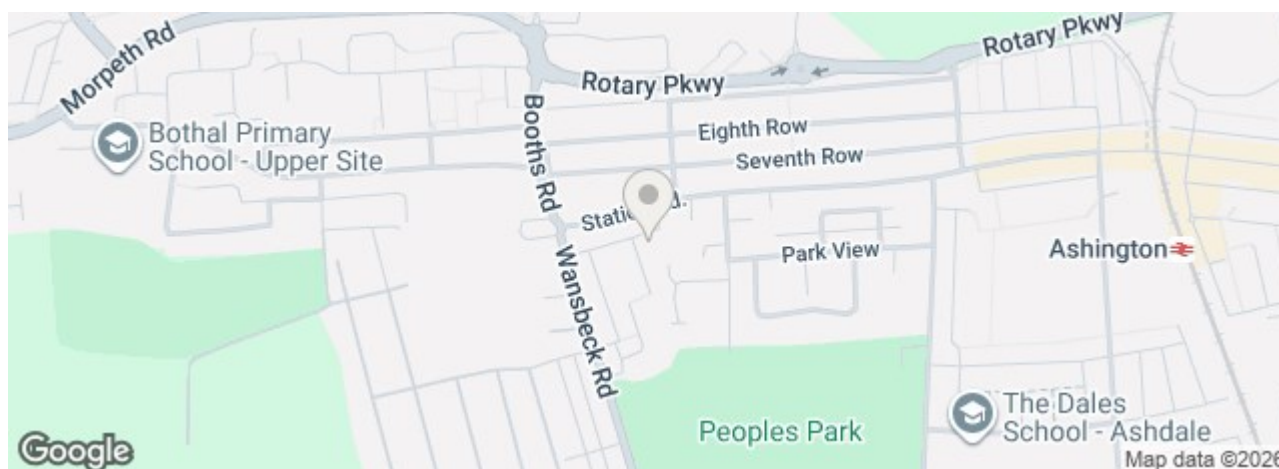 Morpeth Rd
Rotary Pkwy
Rotary Pkwy
Bothal Primary
School - Upper Site
Booths Rd
Eighth Row
Seventh Row
Wansbeck Rd
Park View
Ashington
Peoples Park
The Dales
School - Ashdale
Google
Map data ©2026